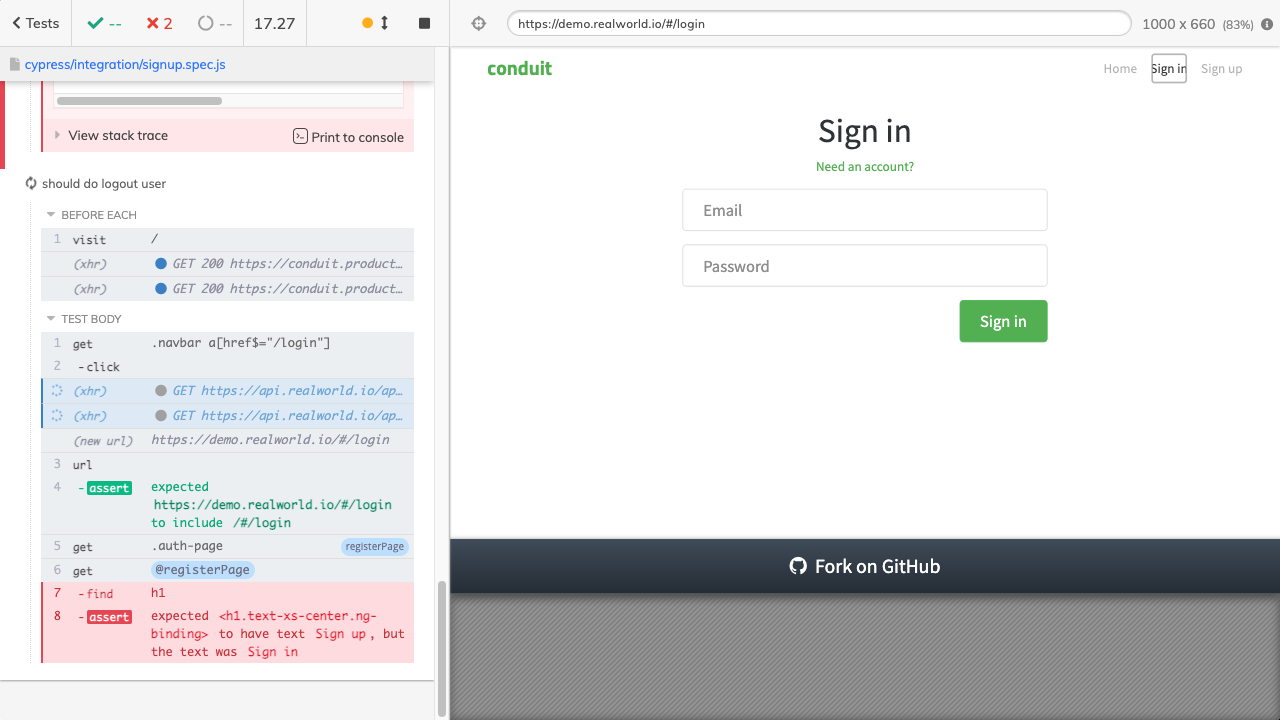 Tests
--
2
--
17.27
https://demo.realworld.io/#/login
1000 x 660 (83%)
cypress/integration/signup.spec.js
View stack trace
Print to console
should do logout user
BEFORE EACH
1 visit /
(xhr) GET 200 https://conduit.product…
(xhr) GET 200 https://conduit.product…
TEST BODY
1 get .navbar a[href$="/login"]
2 -click
(xhr) GET https://api.realworld.io/ap…
(xhr) GET https://api.realworld.io/ap…
(new url) https://demo.realworld.io/#/login
3 url
4 -assert expected
https://demo.realworld.io/#/login
to include /#/login
5 get .auth-page registerPage
6 get @registerPage
7 -find h1
8 -assert expected <h1.text-xs-center.ng-
binding> to have text Sign up, but
the text was Sign in
conduit
Home Sign in Sign up
Sign in
Need an account?
Email
Password
Sign in
Fork on GitHub